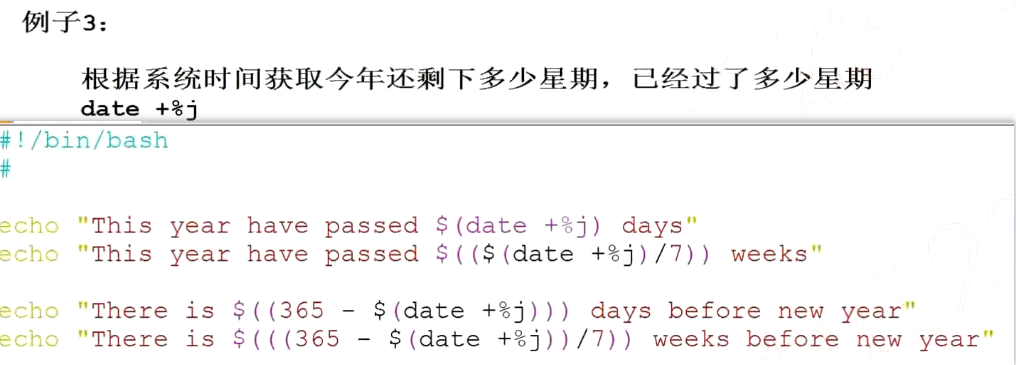 例子3:
根据系统时间获取今年还剩下多少星期，已经过了多少星期
date +%j
#!/bin/bash
#
echo "This year have passed $(date +%j) days"
echo "This year have passed $(($(date +%j)/7)) weeks"
echo "There is $((365 - $(date +%j))) days before new year"
echo "There is $(((365 - $(date +%j))/7)) weeks before new year"